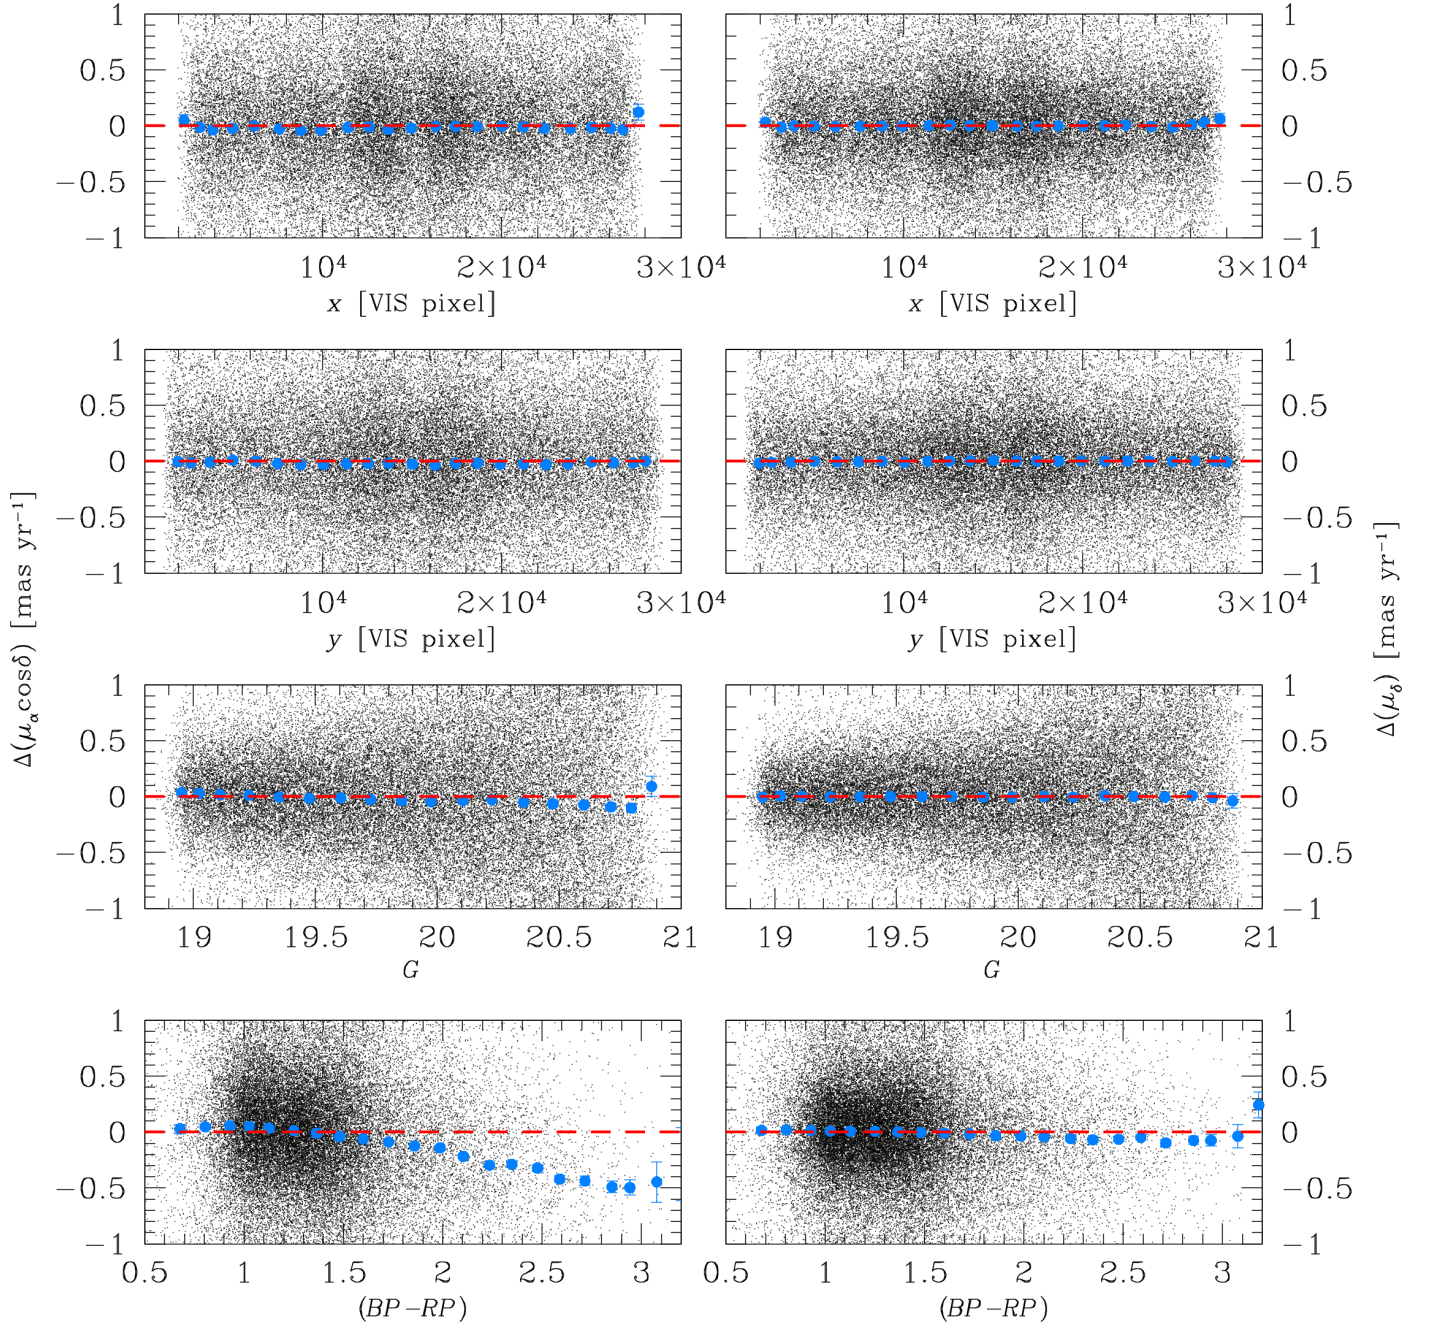 1 1
0.5 0.5
0 0
−0.5 −0.5
−1 −1
10⁴ 2×10⁴ 3×10⁴ 10⁴ 2×10⁴ 3×10⁴
x [VIS pixel] x [VIS pixel]
1 1
0.5 0.5
0 0
−0.5 −0.5
−1 −1
10⁴ 2×10⁴ 3×10⁴ 10⁴ 2×10⁴ 3×10⁴
y [VIS pixel] y [VIS pixel]
Δ(μ_α cosδ) [mas yr⁻¹]
Δ(μ_δ) [mas yr⁻¹]
1 1
0.5 0.5
0 0
−0.5 −0.5
−1 −1
19 19.5 20 20.5 21 19 19.5 20 20.5 21
G G
1 1
0.5 0.5
0 0
−0.5 −0.5
−1 −1
0.5 1 1.5 2 2.5 3 0.5 1 1.5 2 2.5 3
(BP−RP) (BP−RP)